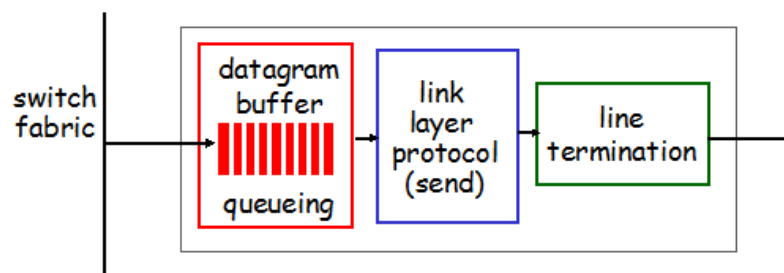 switch
fabric
datagram
buffer
queueing
link
layer
protocol
(send)
line
termination